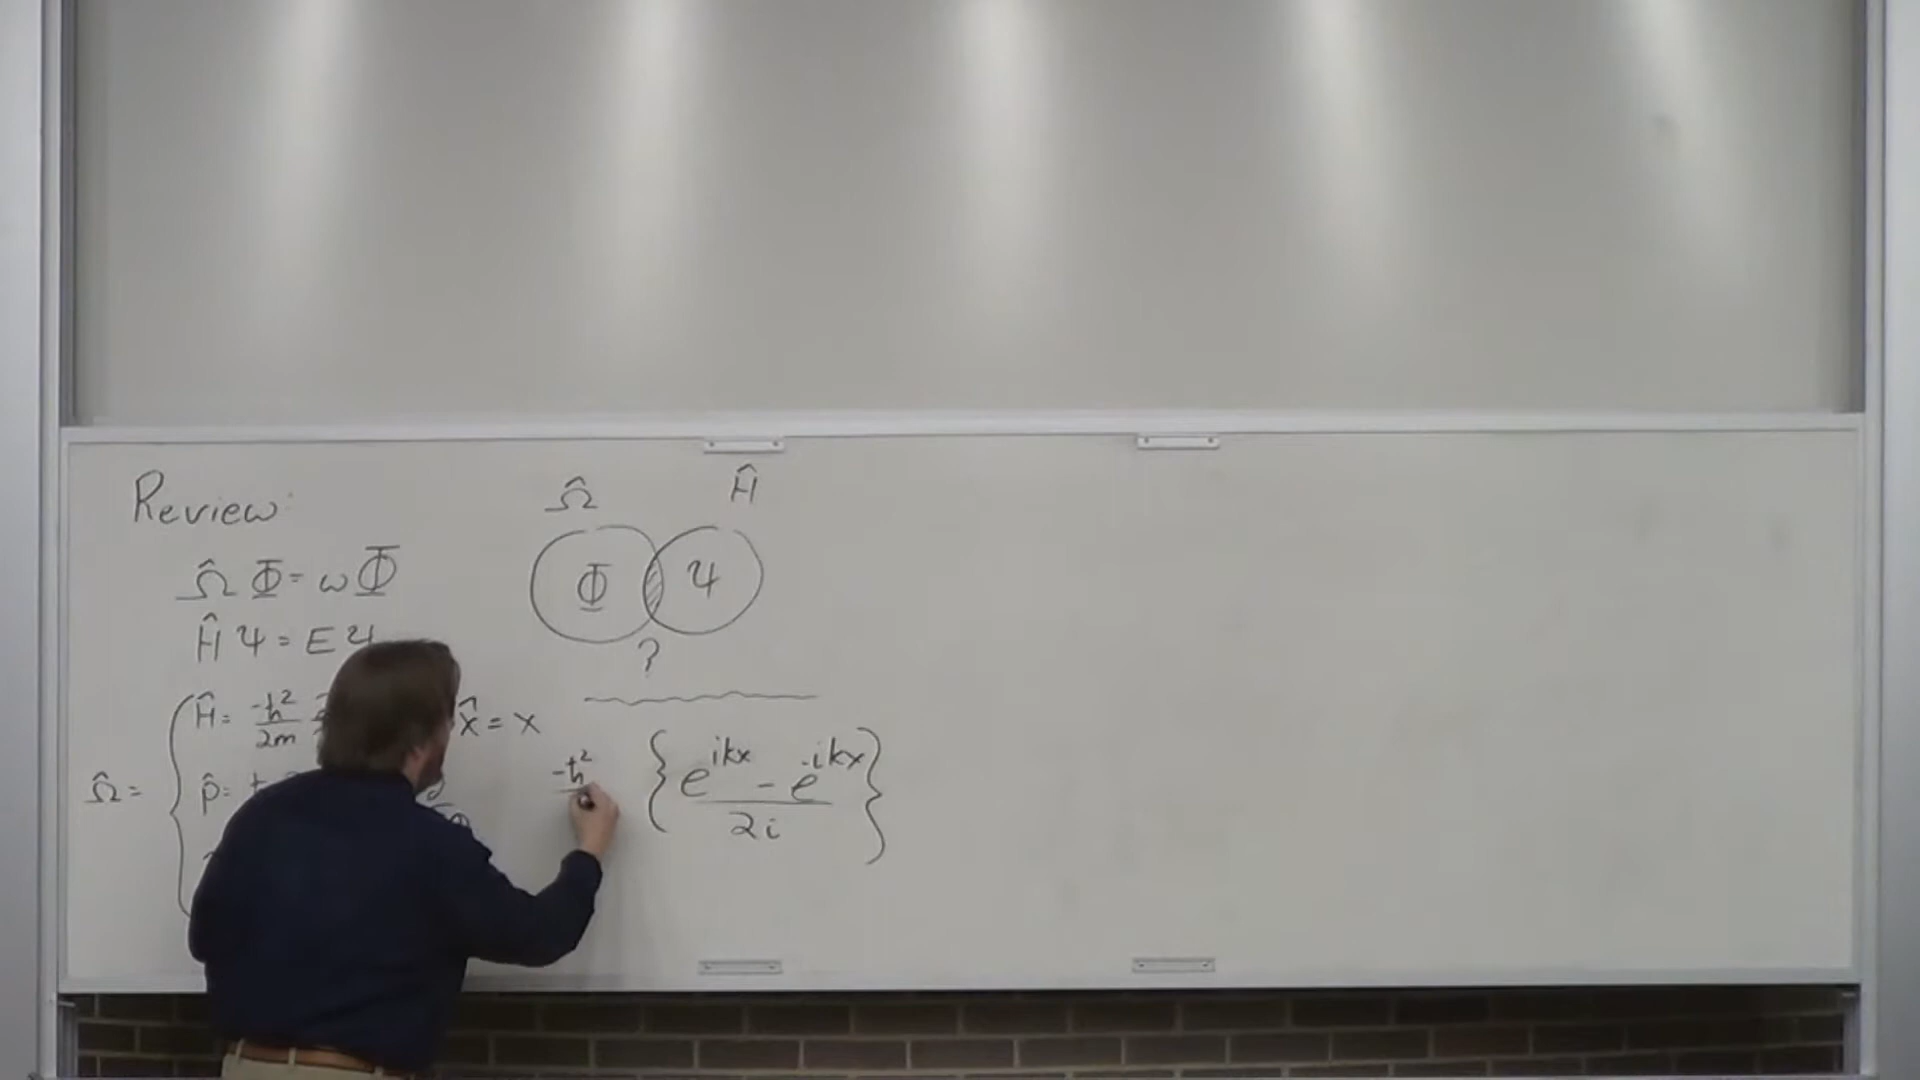 Review:
Ω̂ Φ = ω Φ
Ĥ Ψ = E Ψ
Ω̂ =
Ĥ = -ħ²/2m
x̂ = x
p̂ =
Ω̂ Ĥ
Φ Ψ
?
-ħ² { (e^{ikx} - e^{-ikx}) / 2i }